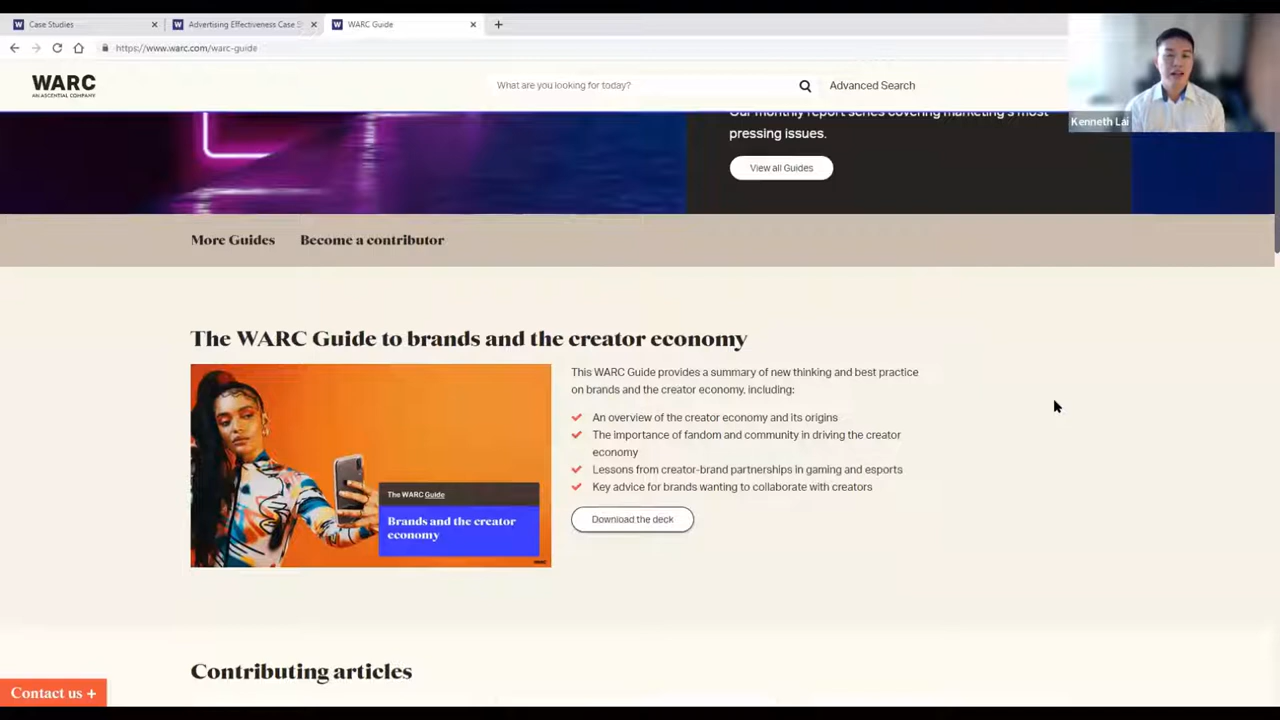 Case Studies
Advertising Effectiveness Case S
WARC Guide
https://www.warc.com/warc-guide
WARC
AN ASCENTIAL COMPANY
What are you looking for today?
Advanced Search
Kenneth Lai
Our monthly report series covering marketing's most
pressing issues.
View all Guides
More Guides
Become a contributor
The WARC Guide to brands and the creator economy
This WARC Guide provides a summary of new thinking and best practice
on brands and the creator economy, including:
An overview of the creator economy and its origins
The importance of fandom and community in driving the creator
economy
Lessons from creator-brand partnerships in gaming and esports
Key advice for brands wanting to collaborate with creators
Download the deck
The WARC Guide
Brands and the creator
economy
WARC
Contributing articles
Contact us +